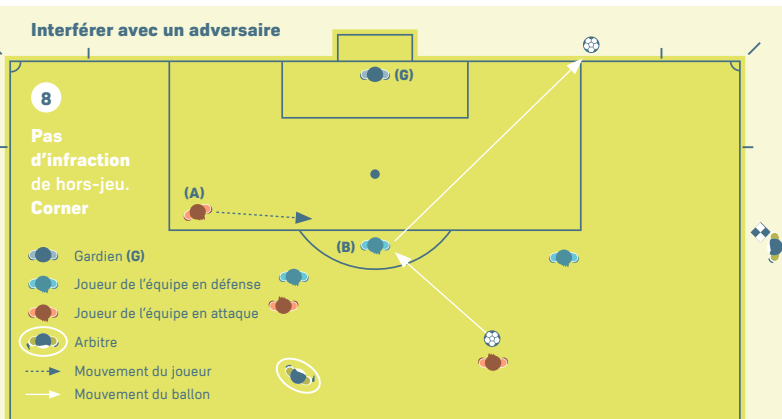 Interférer avec un adversaire
(G)
8
Pas
d’infraction
de hors-jeu.
Corner
(A)
(B)
Gardien (G)
Joueur de l’équipe en défense
Joueur de l’équipe en attaque
Arbitre
Mouvement du joueur
Mouvement du ballon